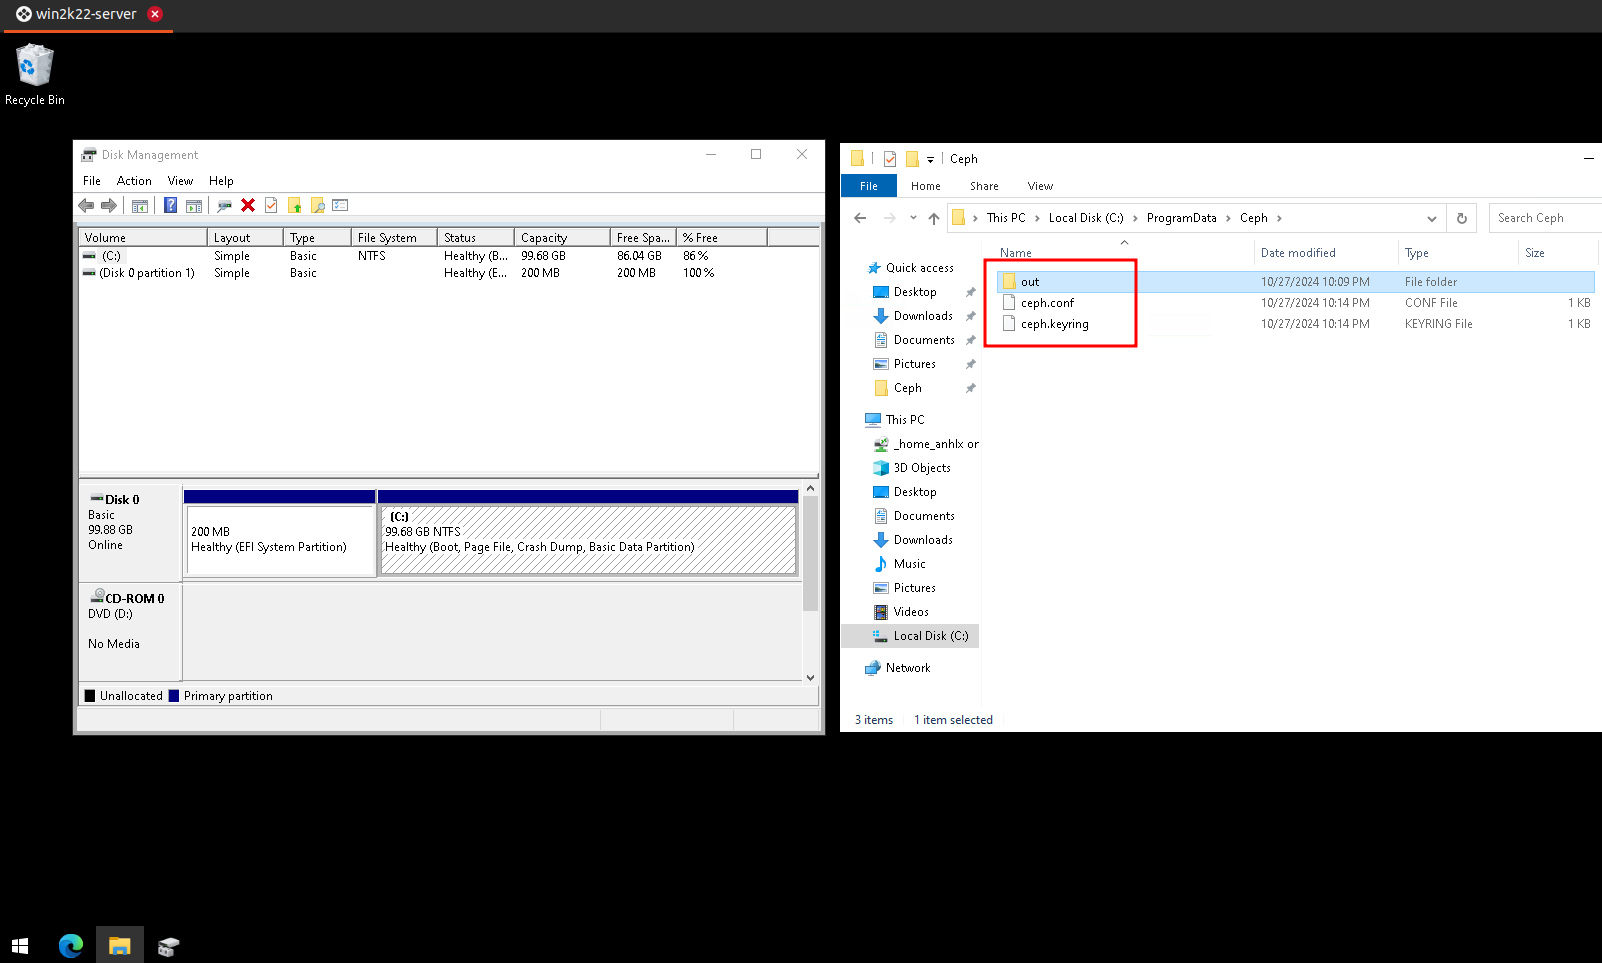 win2k22-server
Recycle Bin
Disk Management
File Action View Help
Volume Layout Type File System Status Capacity Free Spa... % Free
(C:) Simple Basic NTFS Healthy (B... 99.68 GB 86.04 GB 86 %
(Disk 0 partition 1) Simple Basic Healthy (E... 200 MB 200 MB 100 %
Disk 0
Basic
99.88 GB
Online
200 MB
Healthy (EFI System Partition)
(C:)
99.68 GB NTFS
Healthy (Boot, Page File, Crash Dump, Basic Data Partition)
CD-ROM 0
DVD (D:)
No Media
Unallocated Primary partition
Ceph
File Home Share View
This PC > Local Disk (C:) > ProgramData > Ceph >
Search Ceph
Name Date modified Type Size
out 10/27/2024 10:09 PM File folder
ceph.conf 10/27/2024 10:14 PM CONF File 1 KB
ceph.keyring 10/27/2024 10:14 PM KEYRING File 1 KB
Quick access
Desktop
Downloads
Documents
Pictures
Ceph
This PC
_home_anhlx or
3D Objects
Desktop
Documents
Downloads
Music
Pictures
Videos
Local Disk (C:)
Network
3 items 1 item selected